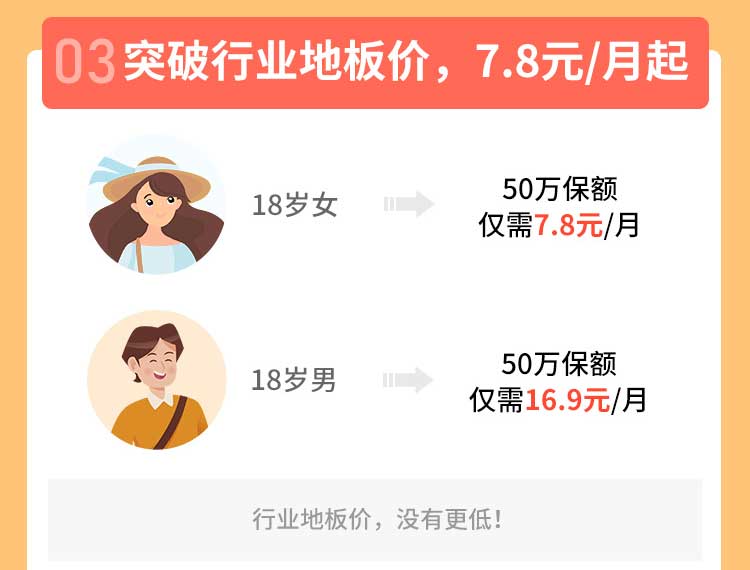 03 突破行业地板价，7.8元/月起
18岁女
50万保额
仅需7.8元/月
18岁男
50万保额
仅需16.9元/月
行业地板价，没有更低！